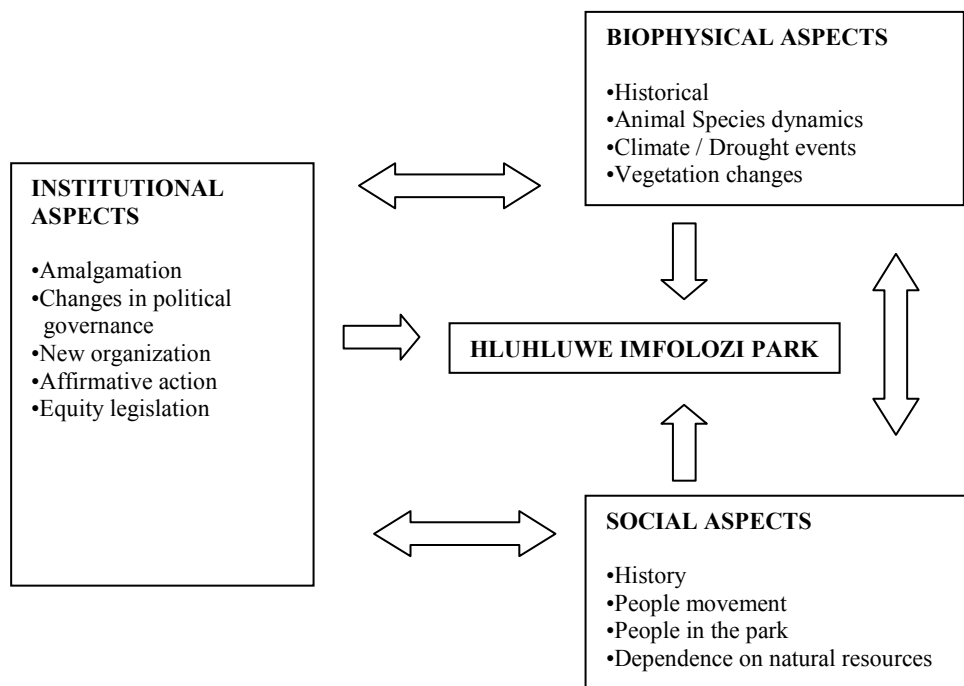 BIOPHYSICAL ASPECTS
•Historical
•Animal Species dynamics
•Climate / Drought events
•Vegetation changes
INSTITUTIONAL
ASPECTS
•Amalgamation
•Changes in political
governance
•New organization
•Affirmative action
•Equity legislation
HLUHLUWE IMFOLOZI PARK
SOCIAL ASPECTS
•History
•People movement
•People in the park
•Dependence on natural resources